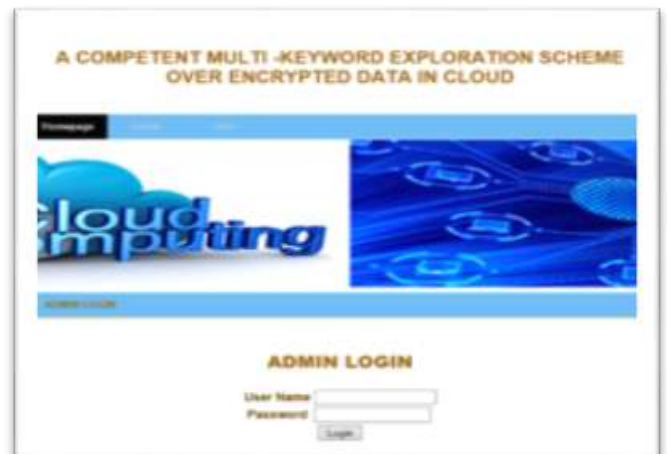 A COMPETENT MULTI -KEYWORD EXPLORATION SCHEME
OVER ENCRYPTED DATA IN CLOUD
Homepage
Cloud
Computing
ADMIN LOGIN
ADMIN LOGIN
User Name
Password
Login